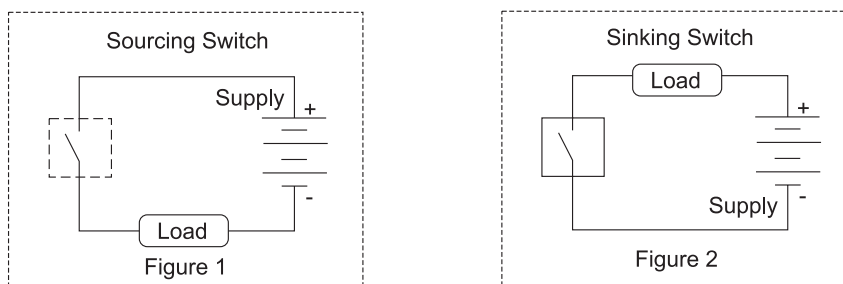 Sourcing Switch
Supply
+
-
Load
Figure 1
Sinking Switch
Load
+
-
Supply
Figure 2